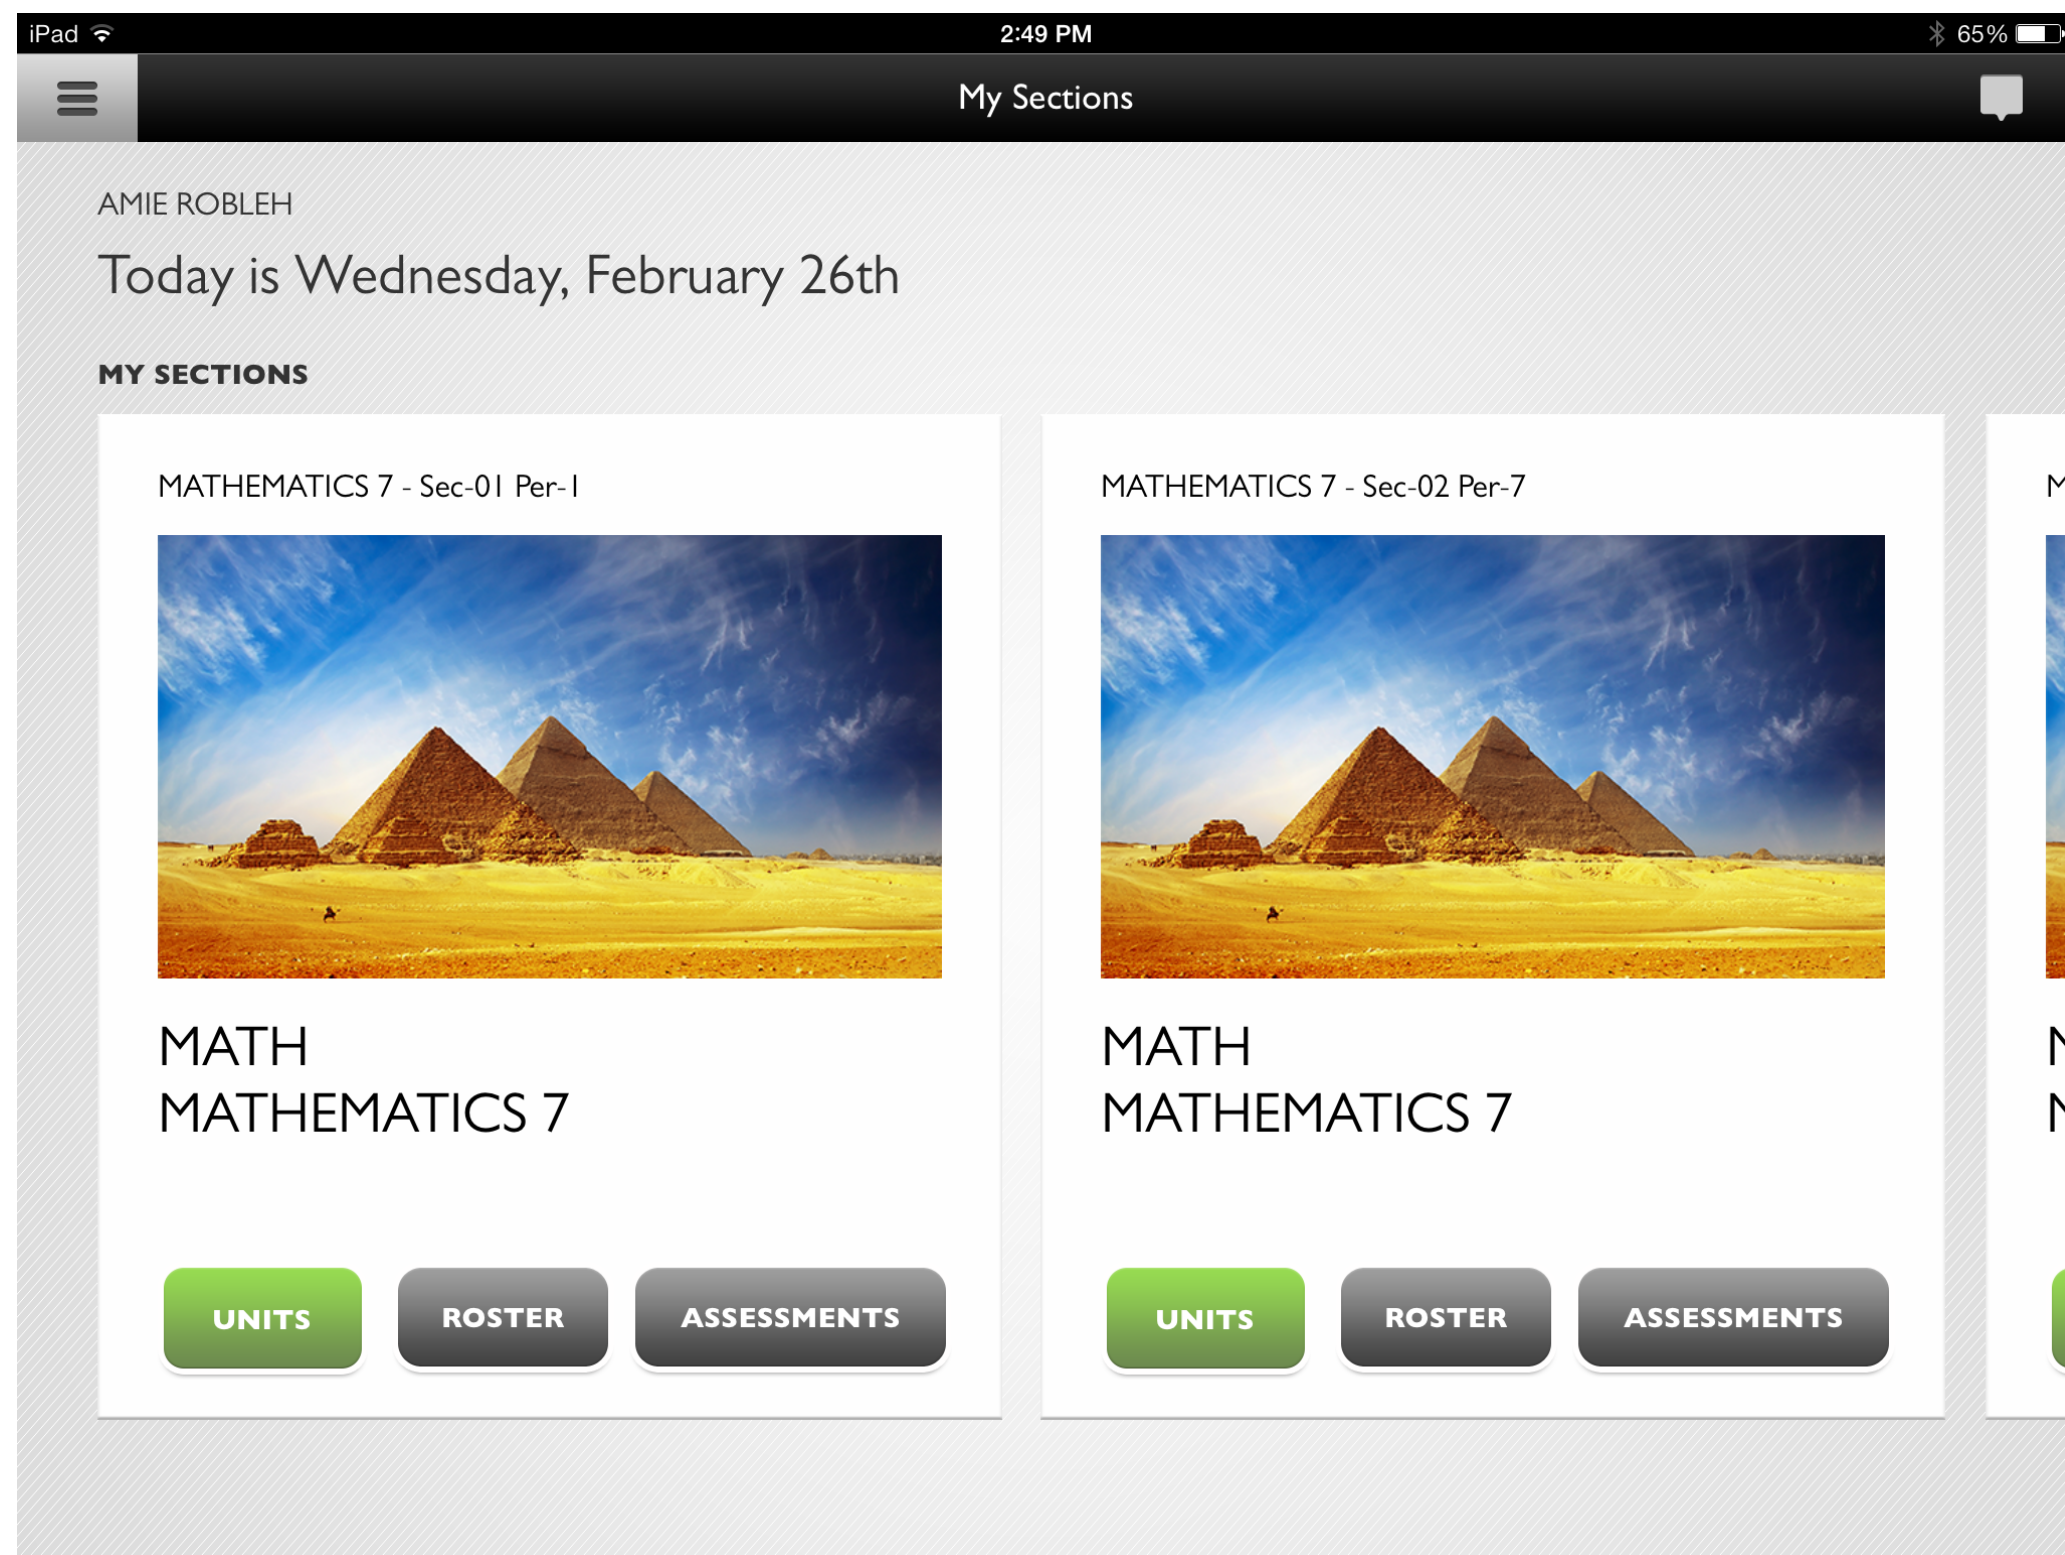 iPad 2:49 PM 65%
My Sections
AMIE ROBLEH
Today is Wednesday, February 26th
MY SECTIONS
MATHEMATICS 7 - Sec-01 Per-1
MATH
MATHEMATICS 7
UNITS ROSTER ASSESSMENTS
MATHEMATICS 7 - Sec-02 Per-7
MATH
MATHEMATICS 7
UNITS ROSTER ASSESSMENTS